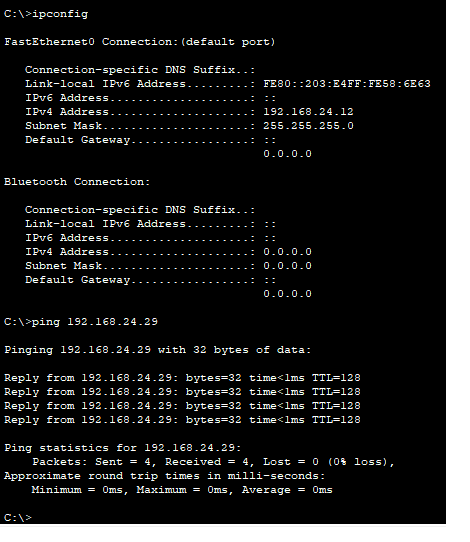 C:\>ipconfig
FastEthernet0 Connection:(default port)
Connection-specific DNS Suffix..:
Link-local IPv6 Address.........: FE80::203:E4FF:FE58:6E63
IPv6 Address....................: ::
IPv4 Address....................: 192.168.24.12
Subnet Mask.....................: 255.255.255.0
Default Gateway.................: ::
0.0.0.0
Bluetooth Connection:
Connection-specific DNS Suffix..:
Link-local IPv6 Address.........: ::
IPv6 Address....................: ::
IPv4 Address....................: 0.0.0.0
Subnet Mask.....................: 0.0.0.0
Default Gateway.................: ::
0.0.0.0
C:\>ping 192.168.24.29
Pinging 192.168.24.29 with 32 bytes of data:
Reply from 192.168.24.29: bytes=32 time<1ms TTL=128
Reply from 192.168.24.29: bytes=32 time<1ms TTL=128
Reply from 192.168.24.29: bytes=32 time<1ms TTL=128
Reply from 192.168.24.29: bytes=32 time<1ms TTL=128
Ping statistics for 192.168.24.29:
Packets: Sent = 4, Received = 4, Lost = 0 (0% loss),
Approximate round trip times in milli-seconds:
Minimum = 0ms, Maximum = 0ms, Average = 0ms
C:\>